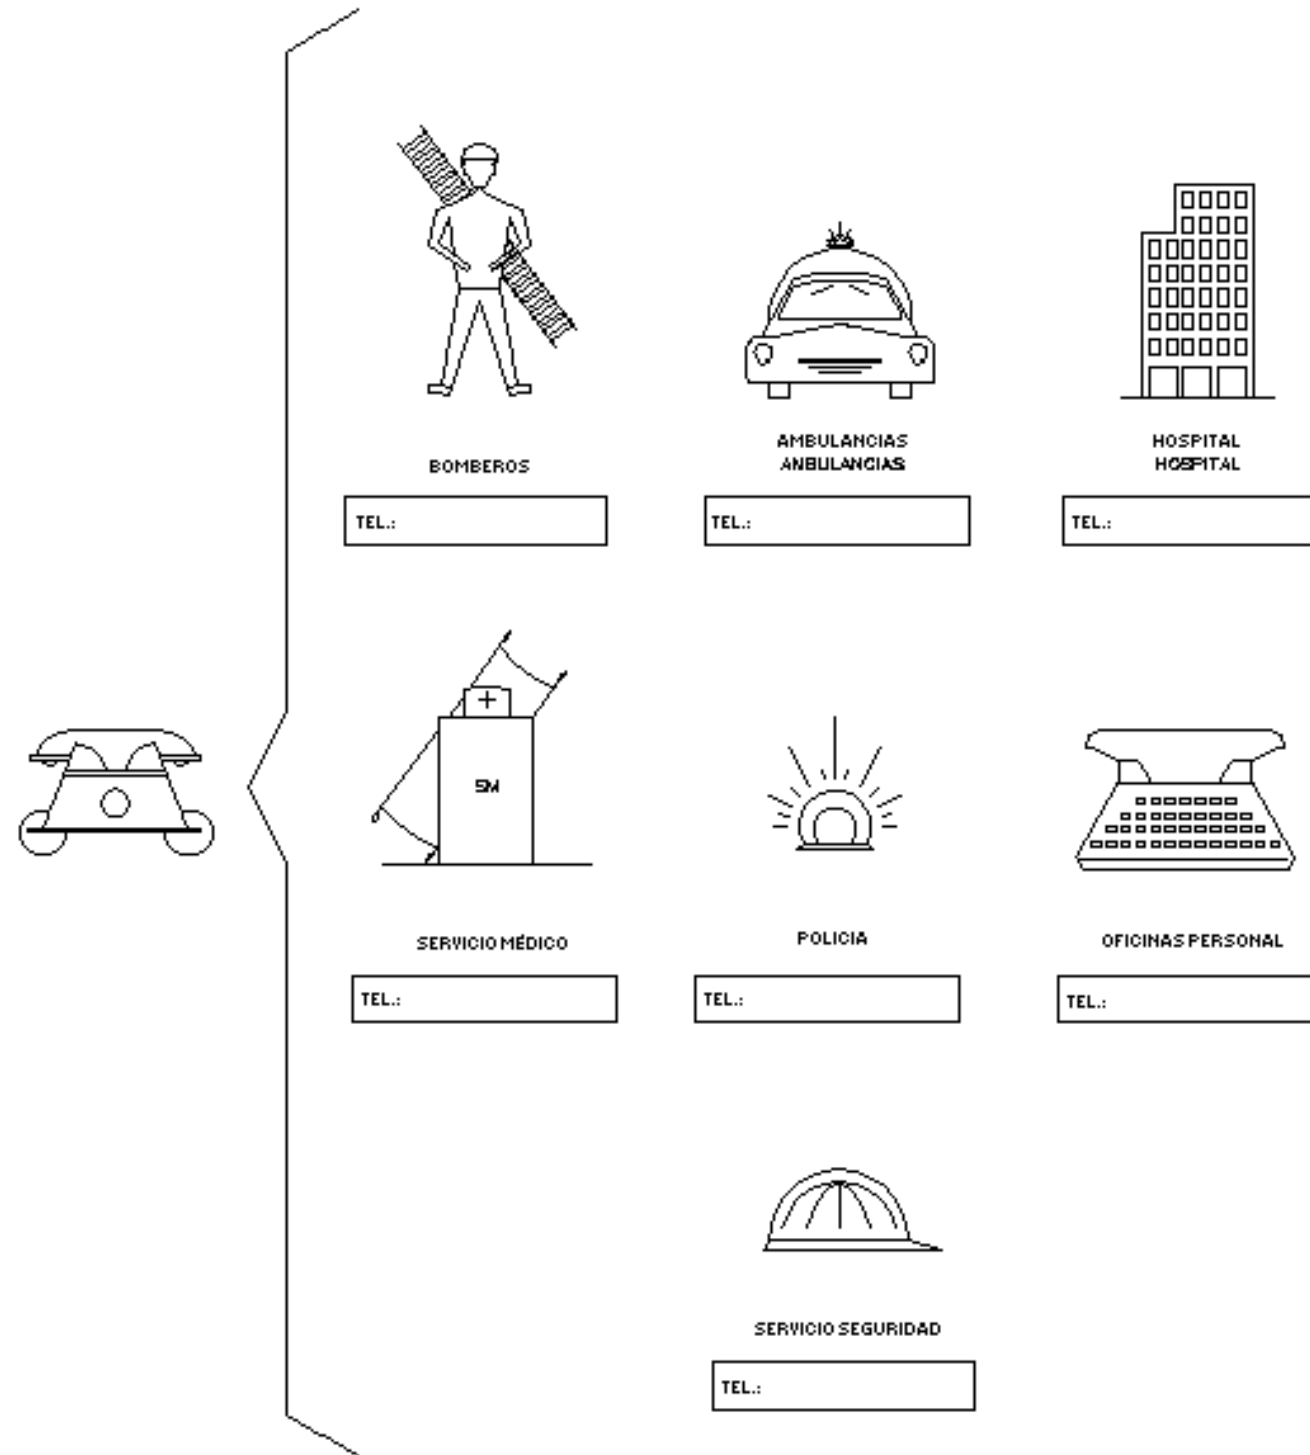 BOMBEROS
AMBULANCIAS
ANBULANCIAS
HOSPITAL
HOSPITAL
TEL.:
TEL.:
TEL.:
SM
SERVICIO MÉDICO
POLICIA
OFICINAS PERSONAL
TEL.:
TEL.:
TEL.:
SERVICIO SEGURIDAD
TEL.: